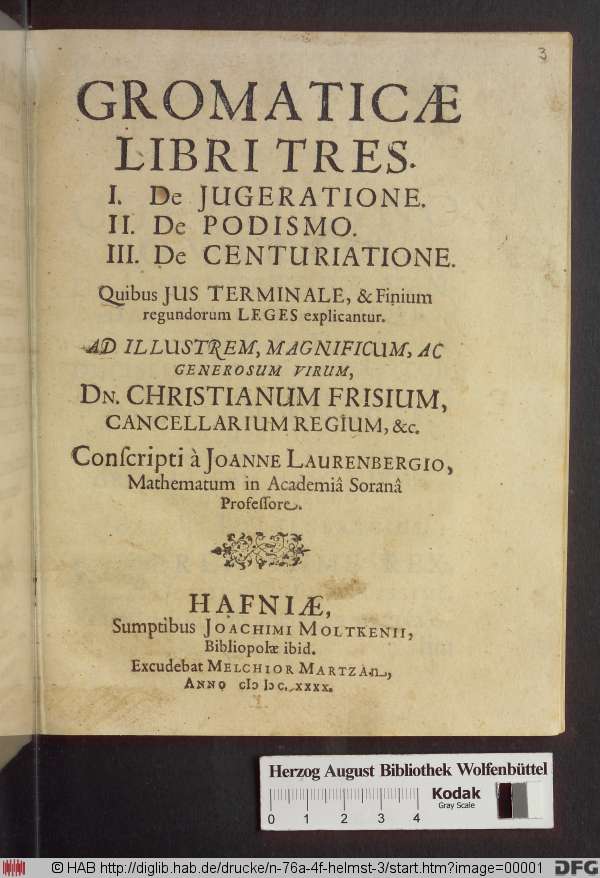 3
GROMATICÆ
LIBRI TRES.
I. De JUGERATIONE.
II. De PODISMO.
III. De CENTURIATIONE.
Quibus JUS TERMINALE, & Finium
regundorum LEGES explicantur.
AD ILLUSTREM, MAGNIFICUM, AC
GENEROSUM VIRUM,
DN. CHRISTIANUM FRISIUM,
CANCELLARIUM REGIUM, &c.
Conſcripti à JOANNE LAURENBERGIO,
Mathematum in Academiâ Soranâ
Profeſſore.
HAFNIÆ,
Sumptibus JOACHIMI MOLTKENII,
Bibliopolæ ibid.
Excudebat MELCHIOR MARTZAN,
ANNO cIɔ Iɔc. xxxx.
Herzog August Bibliothek Wolfenbüttel
0 1 2 3 4
Kodak
Gray Scale
© HAB http://diglib.hab.de/drucke/n-76a-4f-helmst-3/start.htm?image=00001
DFG